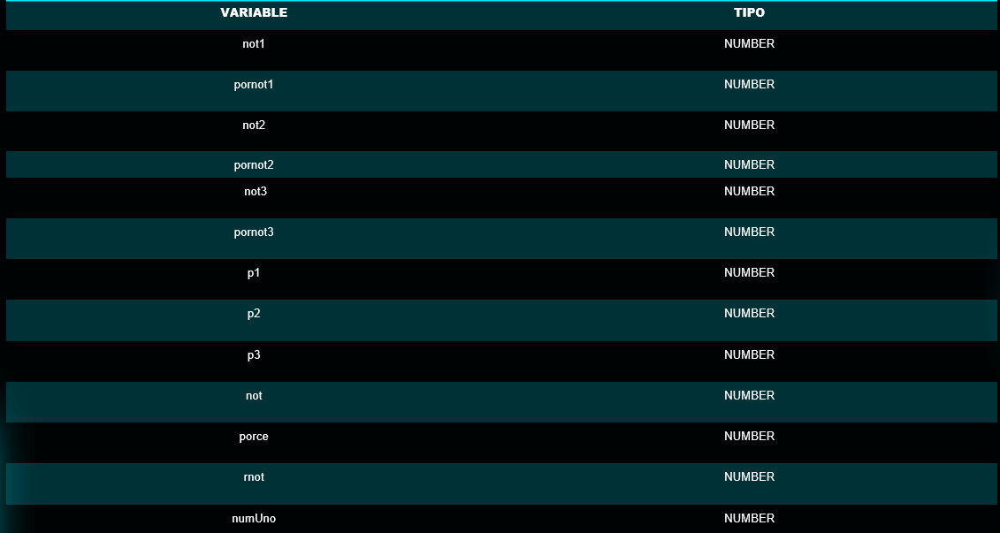 VARIABLE TIPO
not1 NUMBER
pornot1 NUMBER
not2 NUMBER
pornot2 NUMBER
not3 NUMBER
pornot3 NUMBER
p1 NUMBER
p2 NUMBER
p3 NUMBER
not NUMBER
porce NUMBER
rnot NUMBER
numUno NUMBER